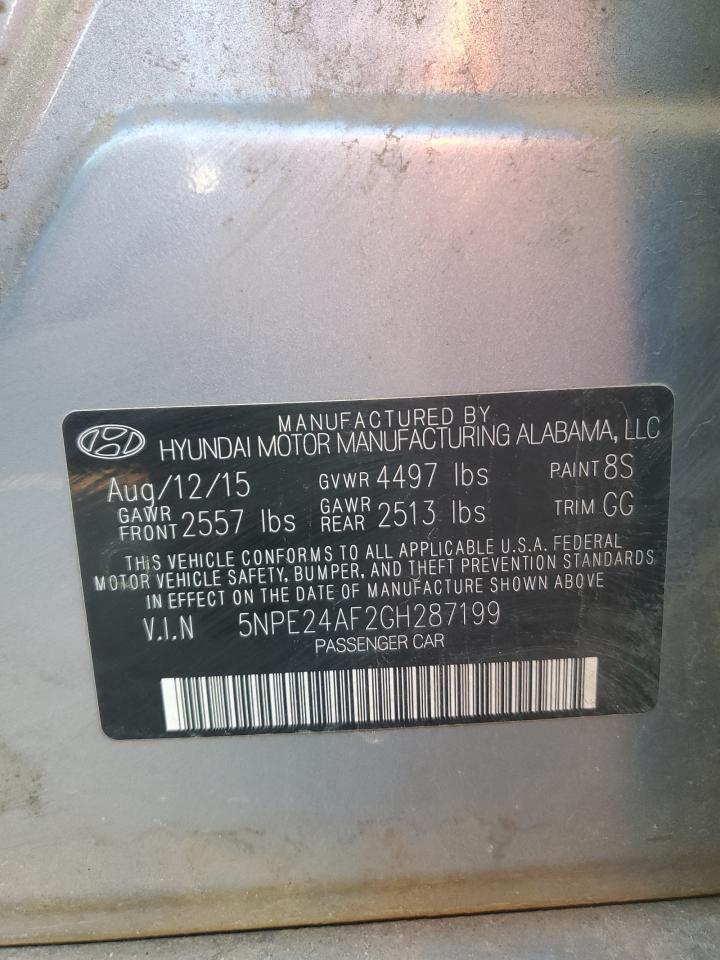 MANUFACTURED BY
HYUNDAI MOTOR MANUFACTURING ALABAMA, LLC
Aug/12/15 GVWR 4497 lbs PAINT 8S
GAWR FRONT 2557 lbs GAWR REAR 2513 lbs TRIM GG
THIS VEHICLE CONFORMS TO ALL APPLICABLE U.S.A. FEDERAL
MOTOR VEHICLE SAFETY, BUMPER, AND THEFT PREVENTION STANDARDS
IN EFFECT ON THE DATE OF MANUFACTURE SHOWN ABOVE
V.I.N 5NPE24AF2GH287199
PASSENGER CAR